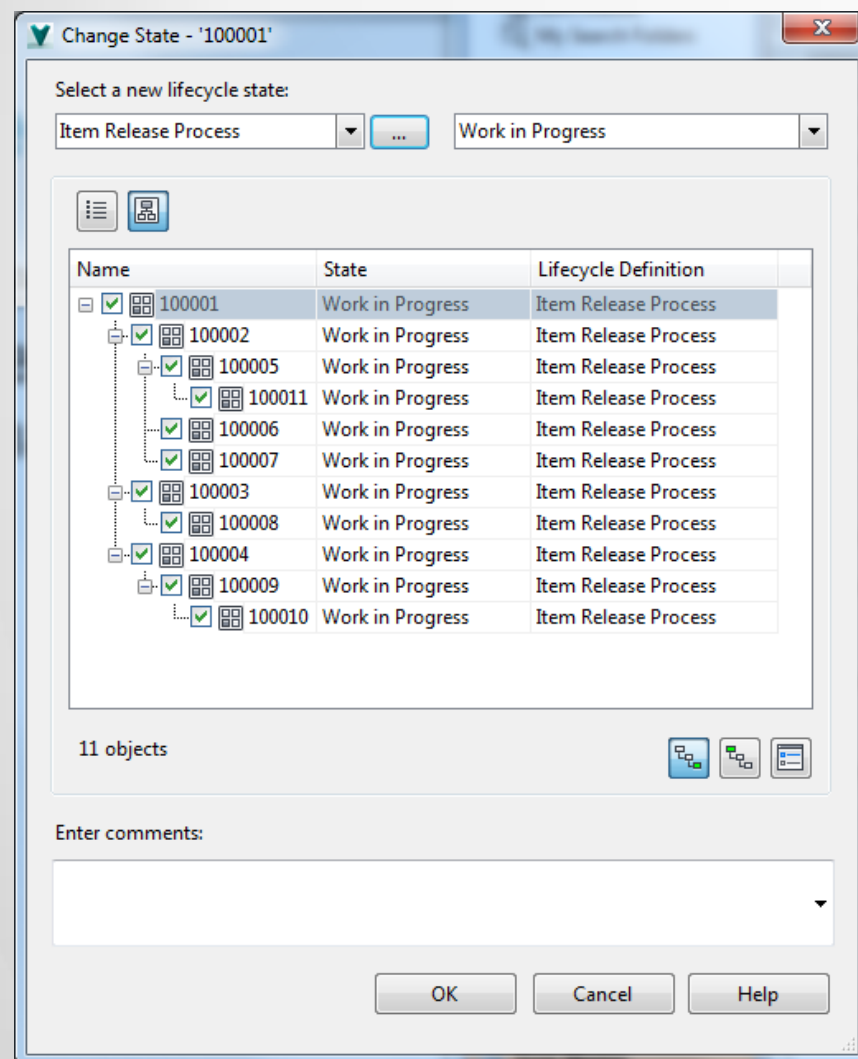 Change State - '100001'
My Search Folders
Select a new lifecycle state:
Item Release Process ... Work in Progress
Name State Lifecycle Definition
100001 Work in Progress Item Release Process
100002 Work in Progress Item Release Process
100005 Work in Progress Item Release Process
100011 Work in Progress Item Release Process
100006 Work in Progress Item Release Process
100007 Work in Progress Item Release Process
100003 Work in Progress Item Release Process
100008 Work in Progress Item Release Process
100004 Work in Progress Item Release Process
100009 Work in Progress Item Release Process
100010 Work in Progress Item Release Process
11 objects
Enter comments:
OK Cancel Help